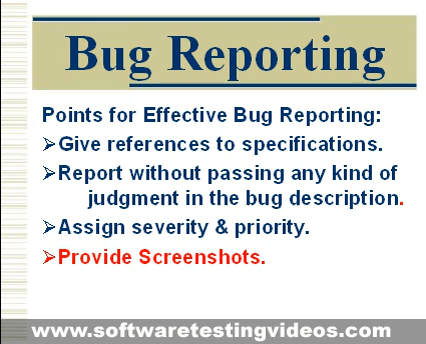 Bug Reporting
Points for Effective Bug Reporting:
➢Give references to specifications.
➢Report without passing any kind of
judgment in the bug description.
➢Assign severity & priority.
➢Provide Screenshots.
www.softwaretestingvideos.com